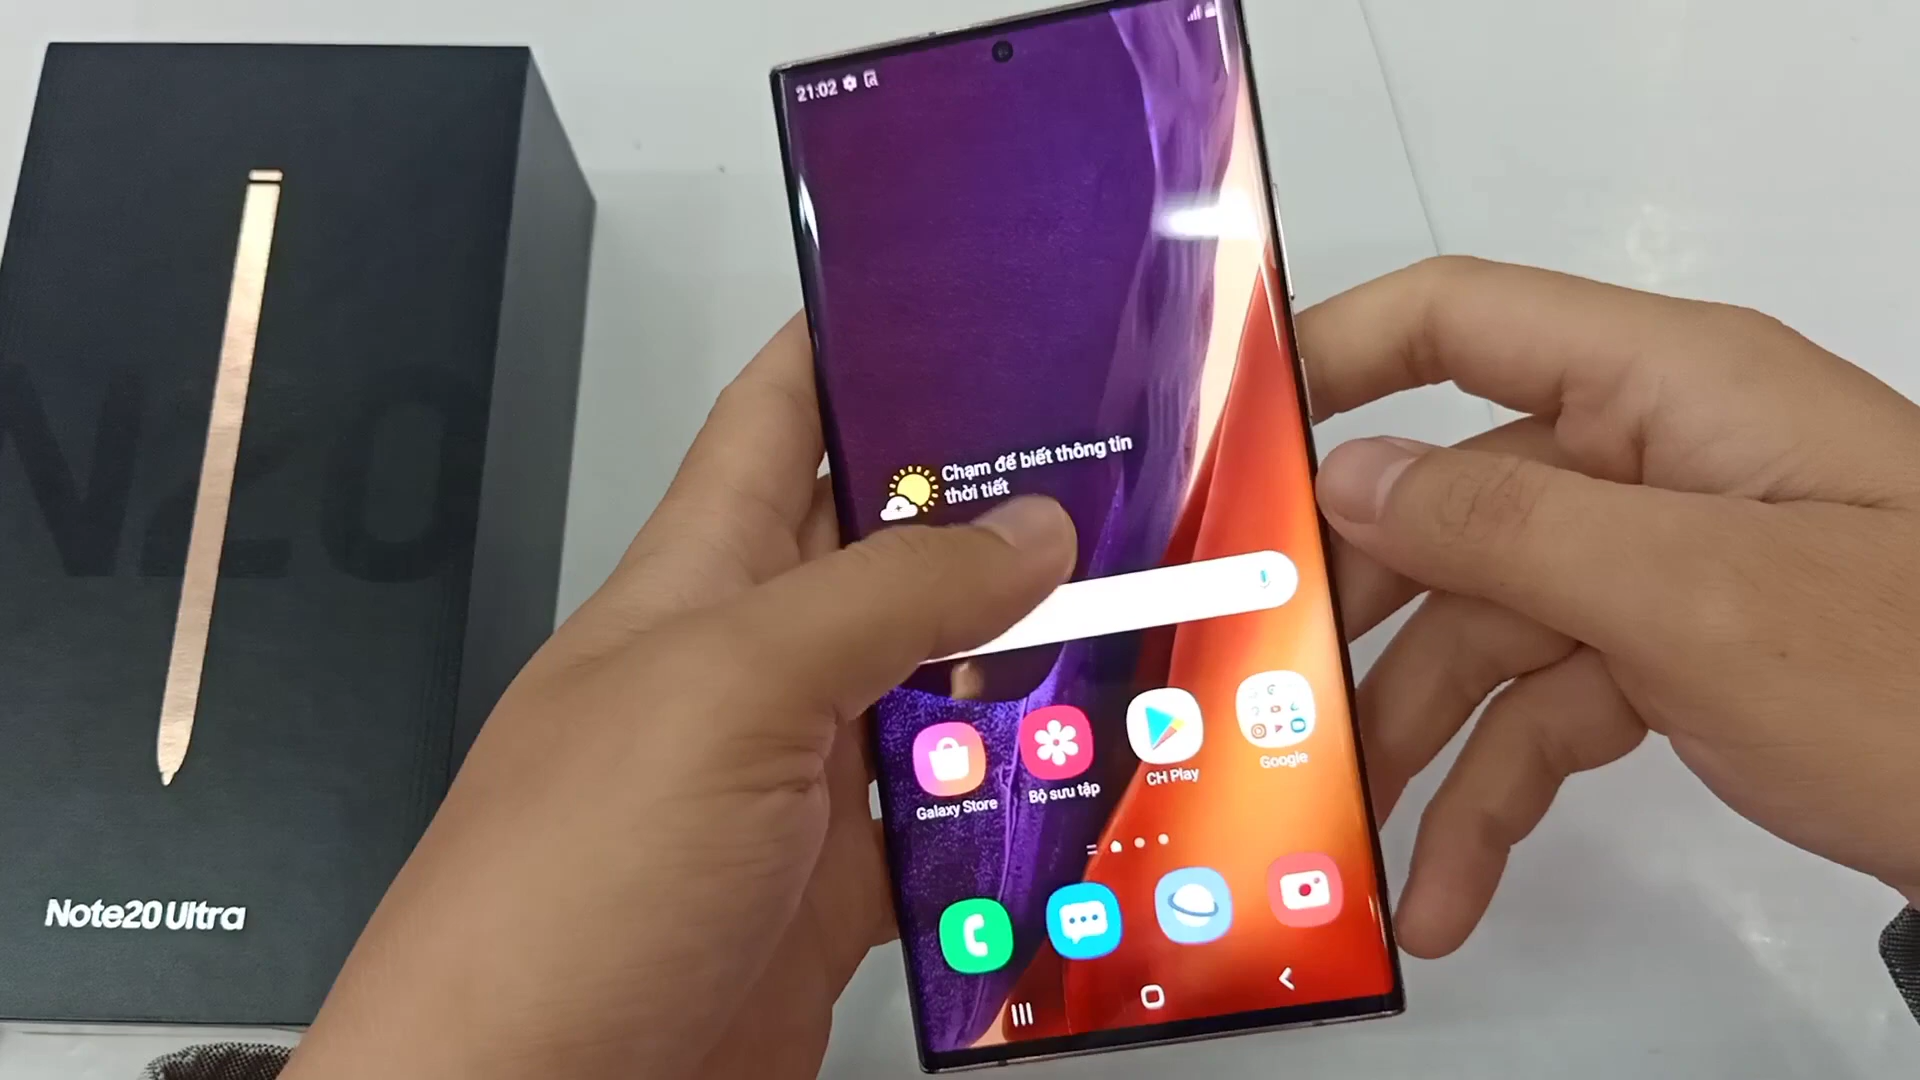 N20
Note20 Ultra
21:02
Chạm để biết thông tin
thời tiết
Galaxy Store
Bộ sưu tập
CH Play
Google